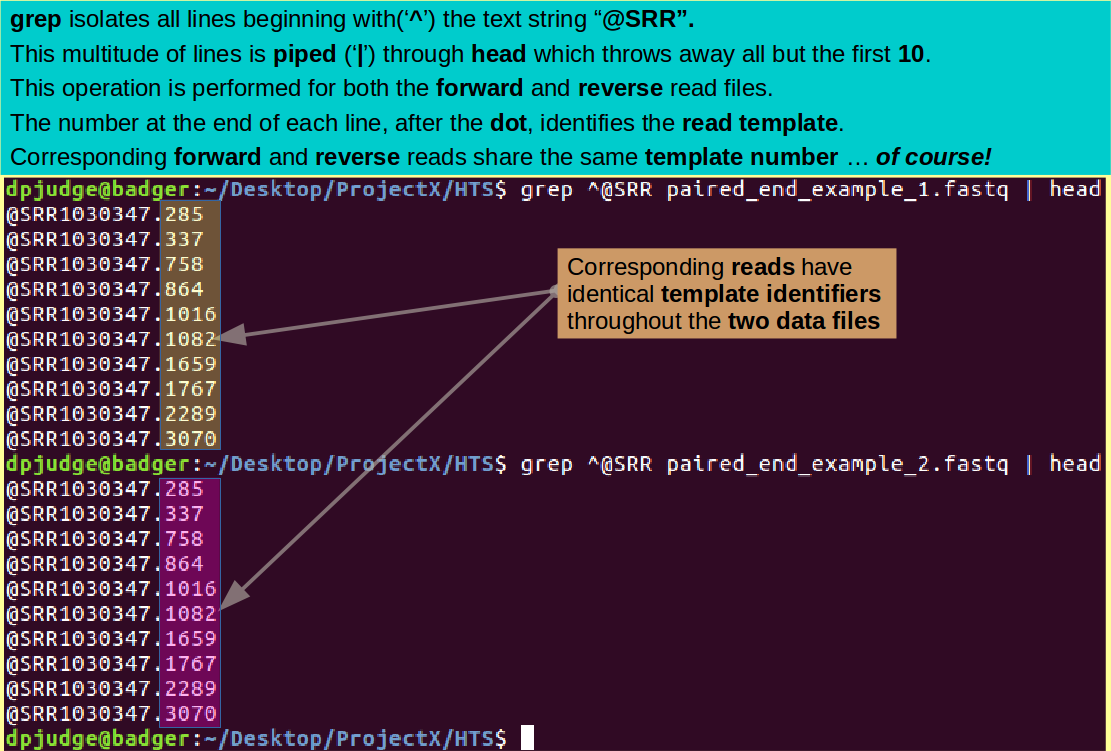 grep isolates all lines beginning with(‘^’) the text string “@SRR”.
This multitude of lines is piped (‘|’) through head which throws away all but the first 10.
This operation is performed for both the forward and reverse read files.
The number at the end of each line, after the dot, identifies the read template.
Corresponding forward and reverse reads share the same template number … of course!
dpjudge@badger:~/Desktop/ProjectX/HTS$ grep ^@SRR paired_end_example_1.fastq | head
@SRR1030347.285
@SRR1030347.337
@SRR1030347.758
@SRR1030347.864
@SRR1030347.1016
@SRR1030347.1082
@SRR1030347.1659
@SRR1030347.1767
@SRR1030347.2289
@SRR1030347.3070
Corresponding reads have
identical template identifiers
throughout the two data files
dpjudge@badger:~/Desktop/ProjectX/HTS$ grep ^@SRR paired_end_example_2.fastq | head
@SRR1030347.285
@SRR1030347.337
@SRR1030347.758
@SRR1030347.864
@SRR1030347.1016
@SRR1030347.1082
@SRR1030347.1659
@SRR1030347.1767
@SRR1030347.2289
@SRR1030347.3070
dpjudge@badger:~/Desktop/ProjectX/HTS$